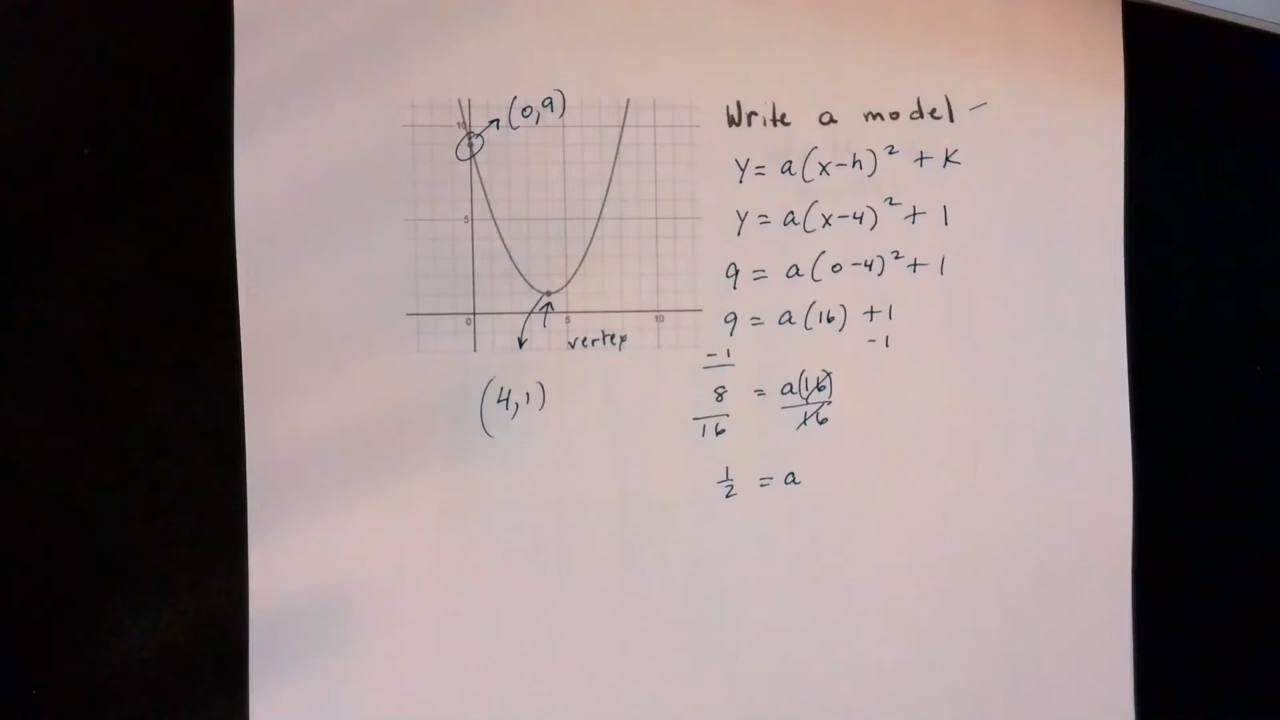 (0,9)
10
5
0
5
10
vertex
(4,1)
Write a model -
y = a(x-h)² + K
y = a(x-4)² + 1
9 = a(0-4)² + 1
9 = a(16) + 1
-1 -1
8 = a(16)
16 16
1/2 = a